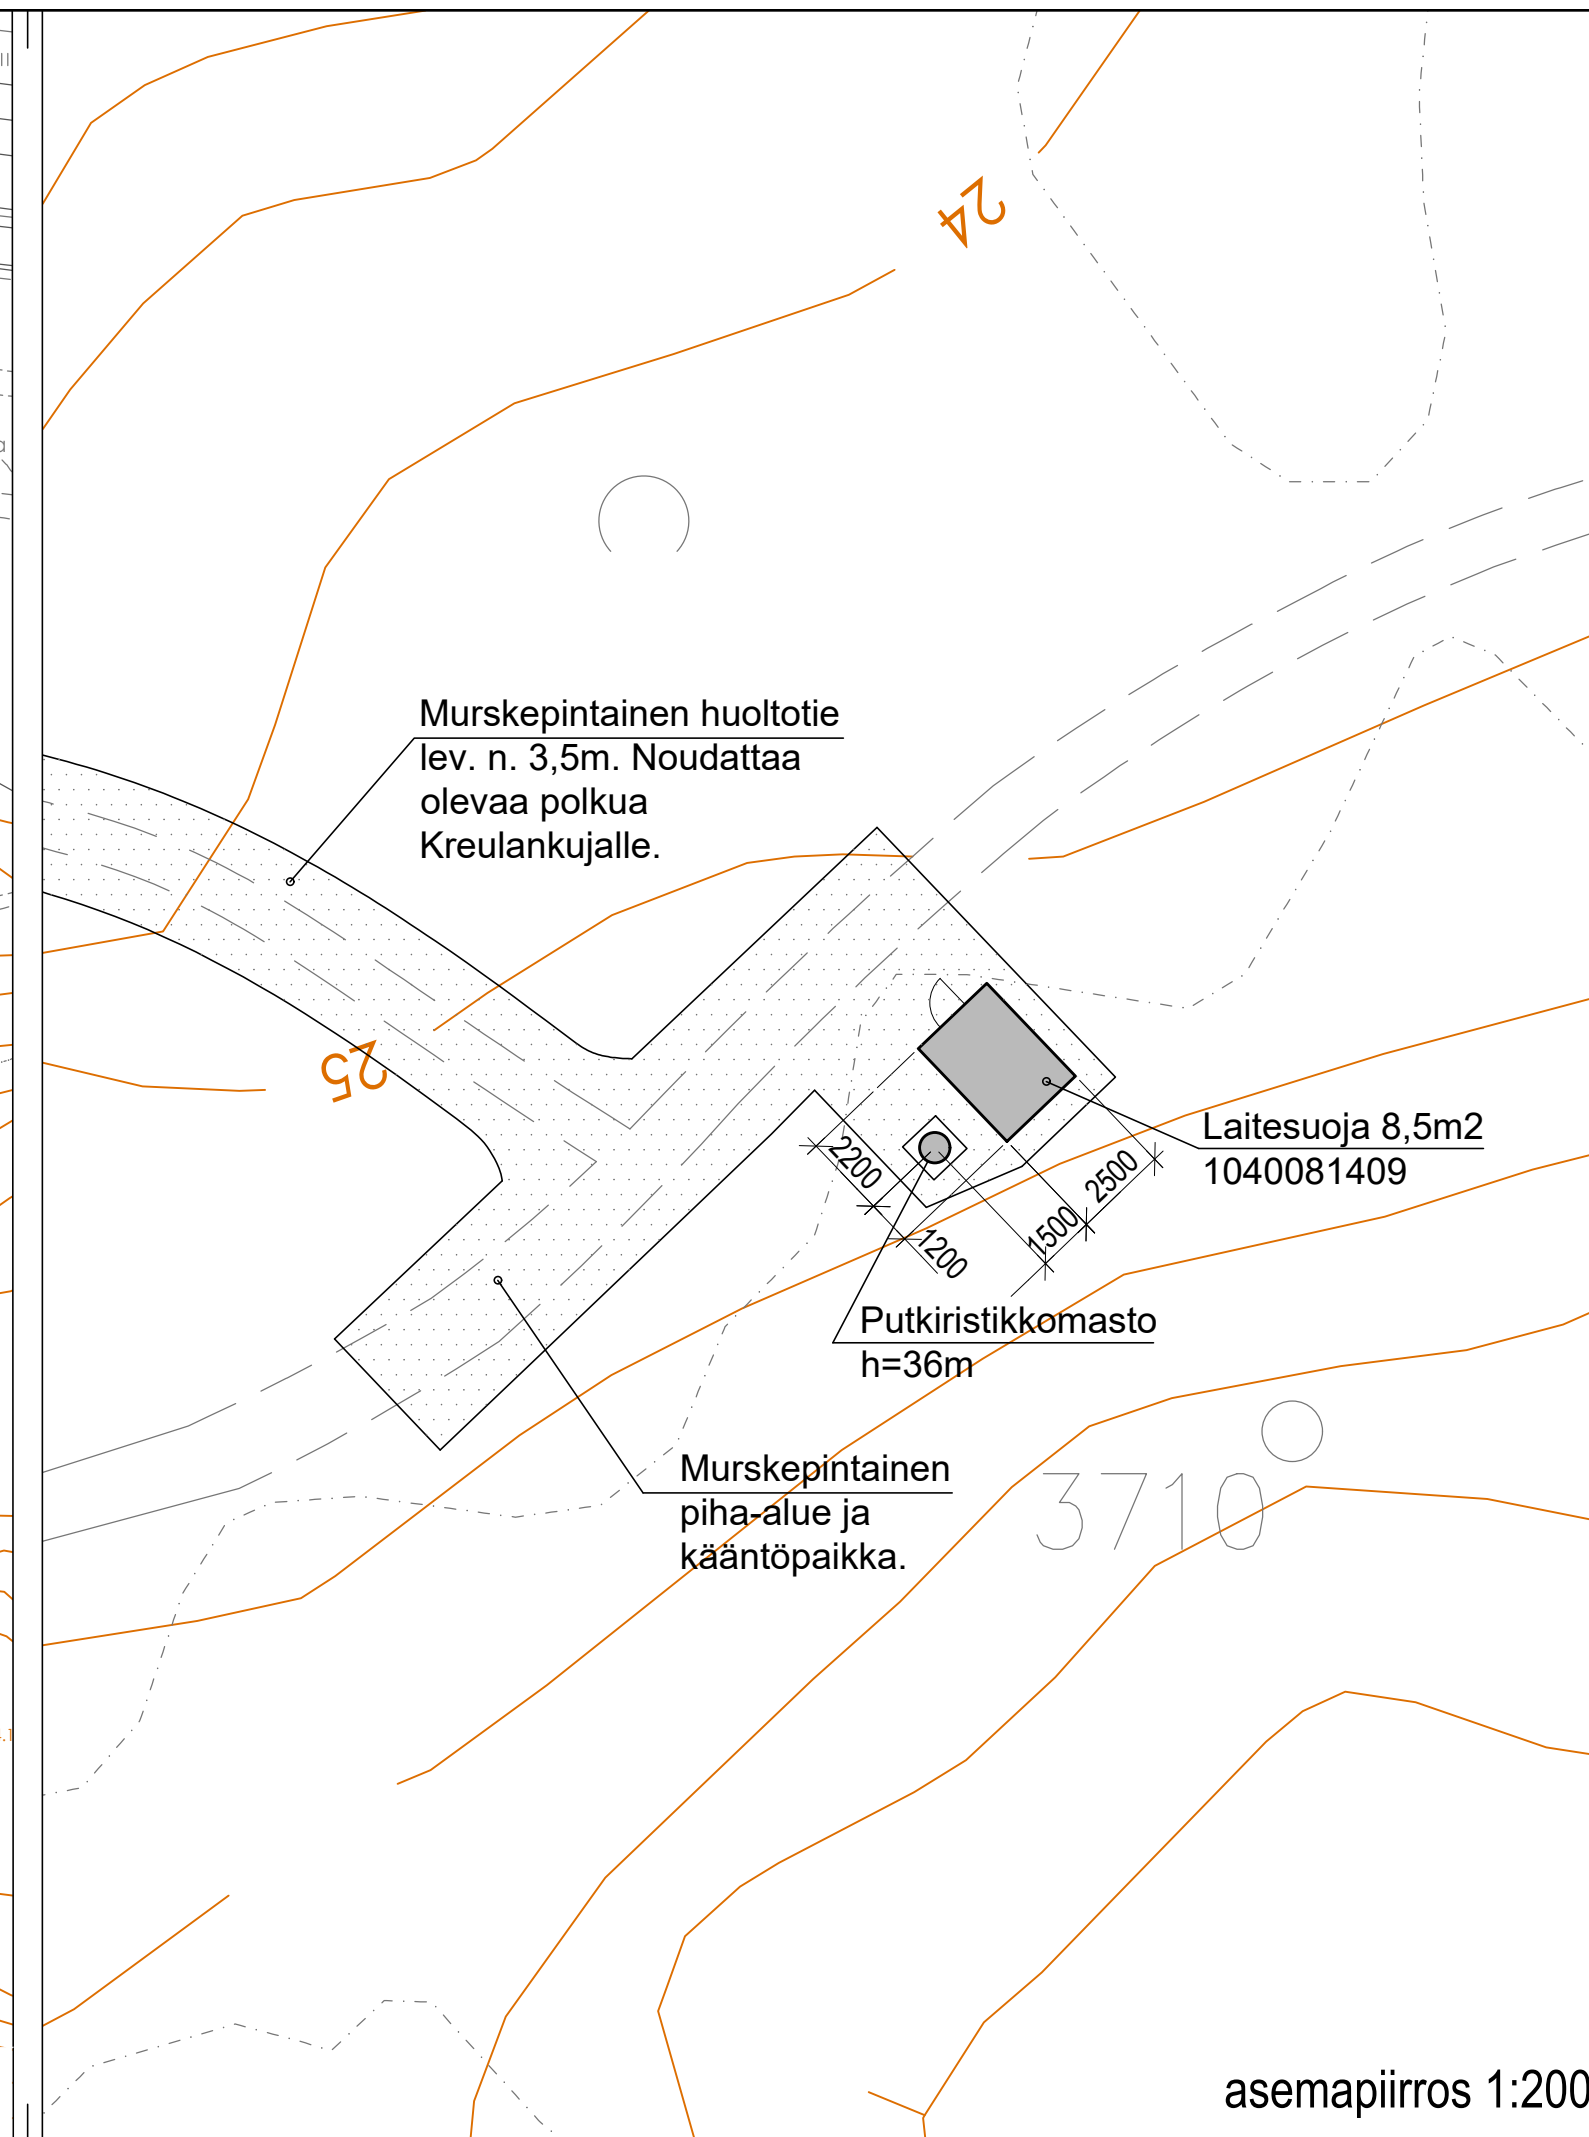 24
Murskepintainen huoltotie
lev. n. 3,5m. Noudattaa
olevaa polkua
Kreulankujalle.
25
Laitesuoja 8,5m2
1040081409
2200
1200
1500
2500
Putkiristikkomasto
h=36m
Murskepintainen
piha-alue ja
kääntöpaikka.
3710
asemapiirros 1:200